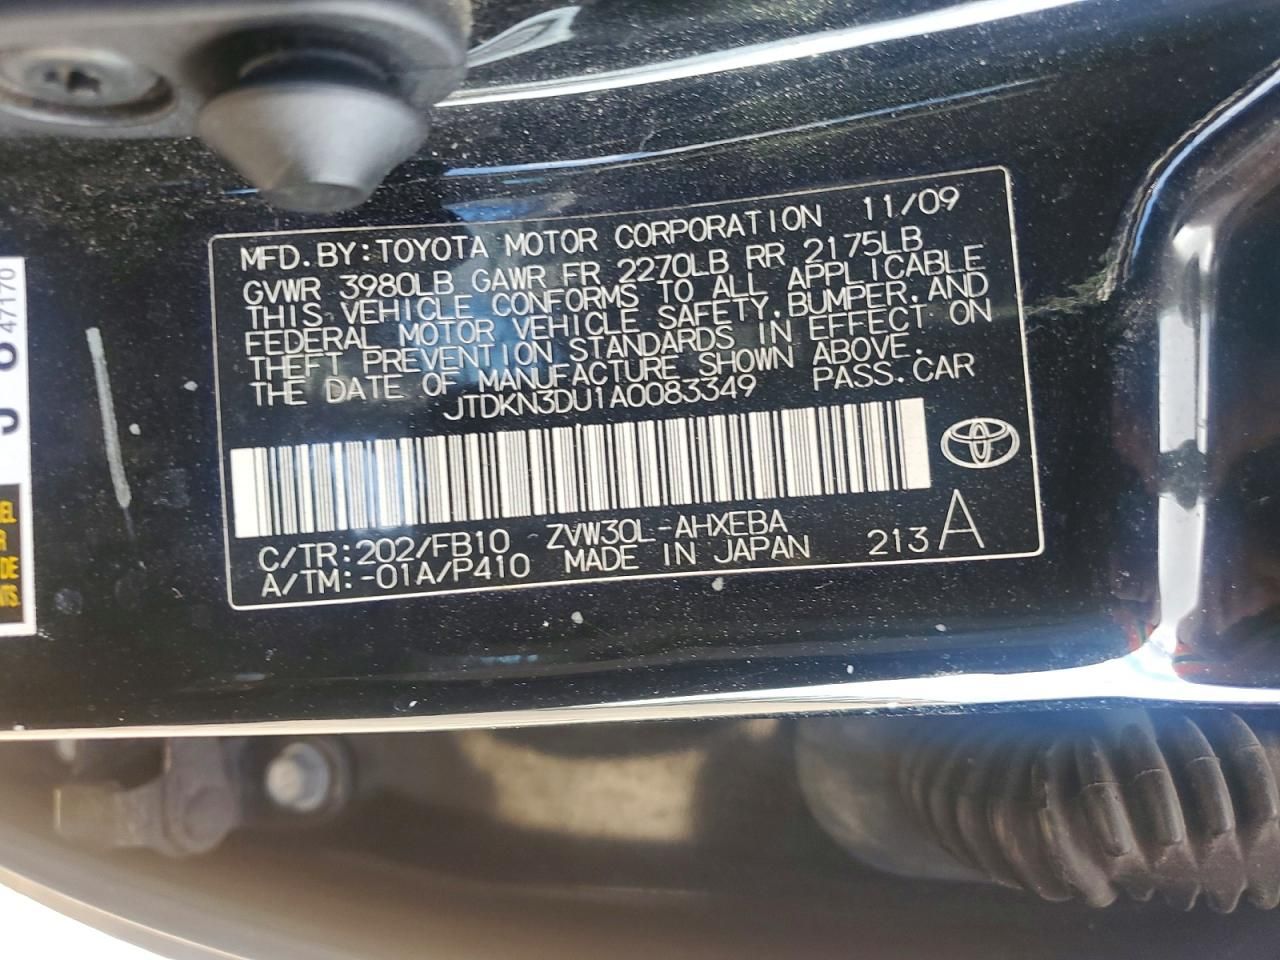 MFD. BY: TOYOTA MOTOR CORPORATION 11/09
GVWR 3980LB GAWR FR 2270LB RR 2175LB
THIS VEHICLE CONFORMS TO ALL APPLICABLE
FEDERAL MOTOR VEHICLE SAFETY, BUMPER, AND
THEFT PREVENTION STANDARDS IN EFFECT ON
THE DATE OF MANUFACTURE SHOWN ABOVE.
JTDKN3DU1A0083349 PASS. CAR
C/TR: 202/FB10 ZVW30L-AHXEBA
A/TM: -01A/P410 MADE IN JAPAN 213 A
47170